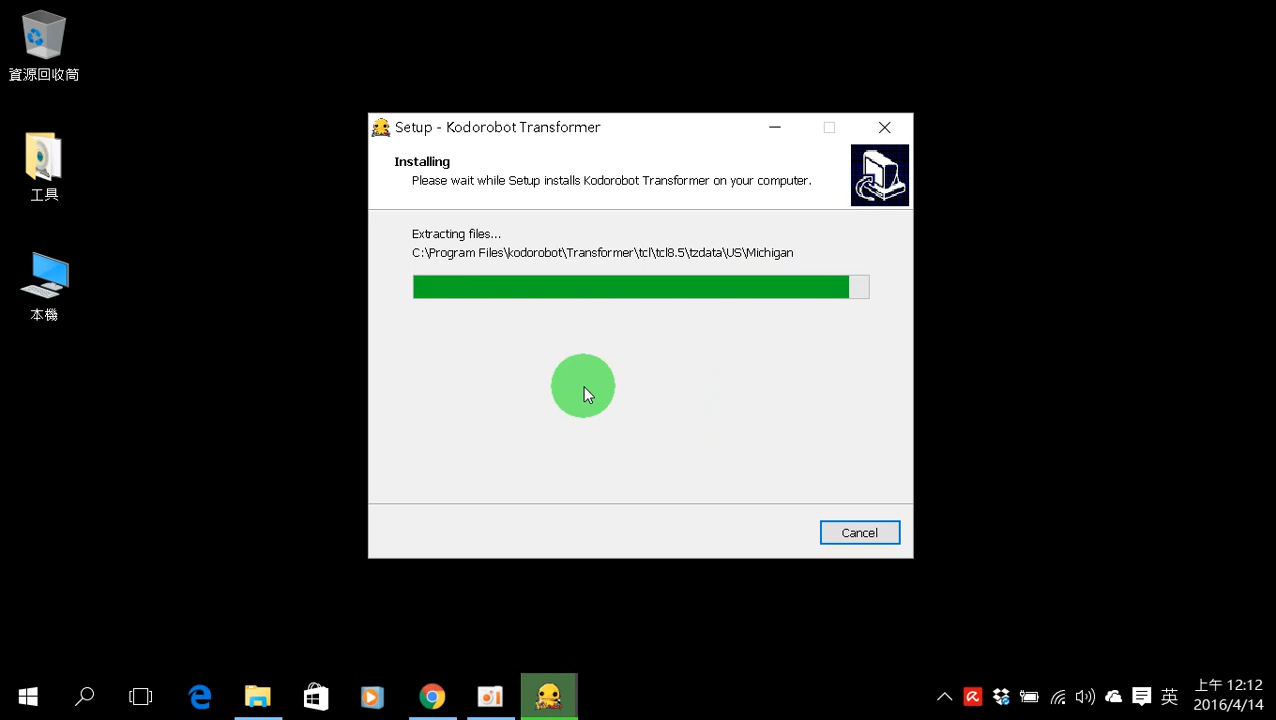 資源回收筒
工具
本機
Setup - Kodorobot Transformer
Installing
Please wait while Setup installs Kodorobot Transformer on your computer.
Extracting files...
C:\Program Files\kodorobot\Transformer\tcl\tcl8.5\tzdata\US\Michigan
Cancel
英
上午 12:12
2016/4/14